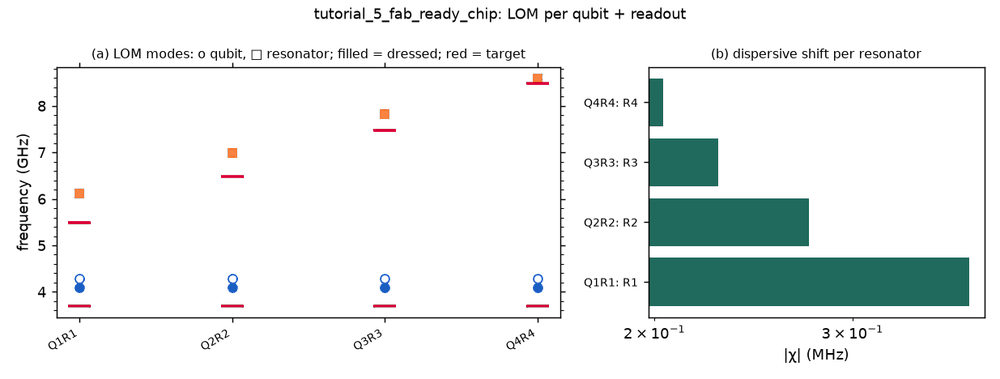 tutorial_5_fab_ready_chip: LOM per qubit + readout
(a) LOM modes: o qubit, □ resonator; filled = dressed; red = target
frequency (GHz)
8
7
6
5
4
Q1R1
Q2R2
Q3R3
Q4R4
(b) dispersive shift per resonator
Q4R4: R4
Q3R3: R3
Q2R2: R2
Q1R1: R1
2 × 10⁻¹
3 × 10⁻¹
|χ| (MHz)